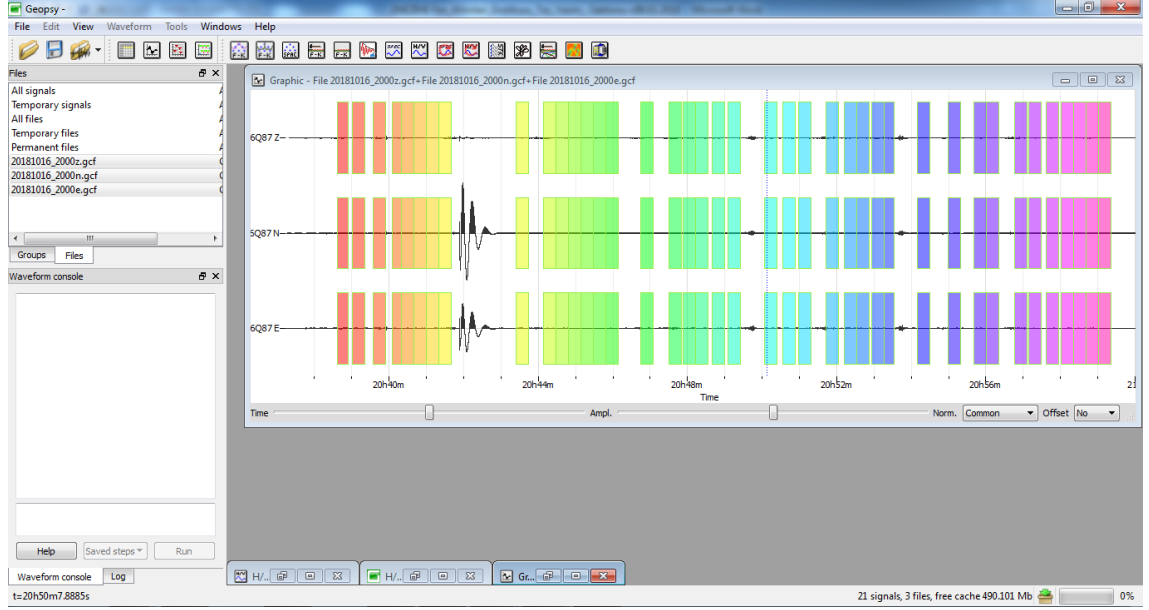 Geopsy -
File Edit View Waveform Tools Windows Help
F-K F-K SPAC F-K F-K SPEC H/V
Files
All signals
Temporary signals
All files
Temporary files
Permanent files
20181016_2000z.gcf
20181016_2000n.gcf
20181016_2000e.gcf
Groups Files
Waveform console
Help Saved steps Run
Waveform console Log
Graphic - File 20181016_2000z.gcf+File 20181016_2000n.gcf+File 20181016_2000e.gcf
6Q87 Z
6Q87 N
6Q87 E
20h40m 20h44m 20h48m 20h52m 20h56m 21
Time
Time Ampl. Norm. Common Offset No
H/.. H/.. Gr...
t=20h50m7.8885s 21 signals, 3 files, free cache 490.101 Mb 0%